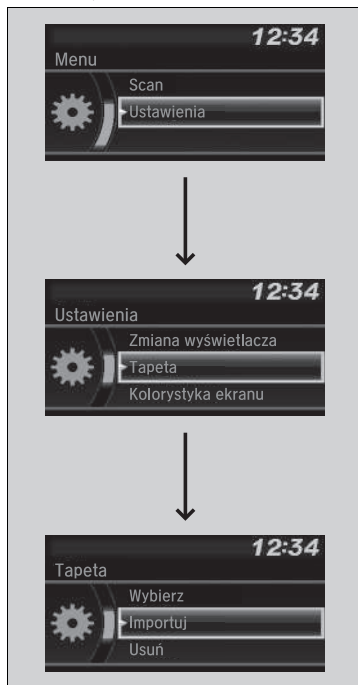 12:34
Menu
Scan
Ustawienia
12:34
Ustawienia
Zmiana wyświetlacza
Tapeta
Kolorystyka ekranu
12:34
Tapeta
Wybierz
Importuj
Usuń